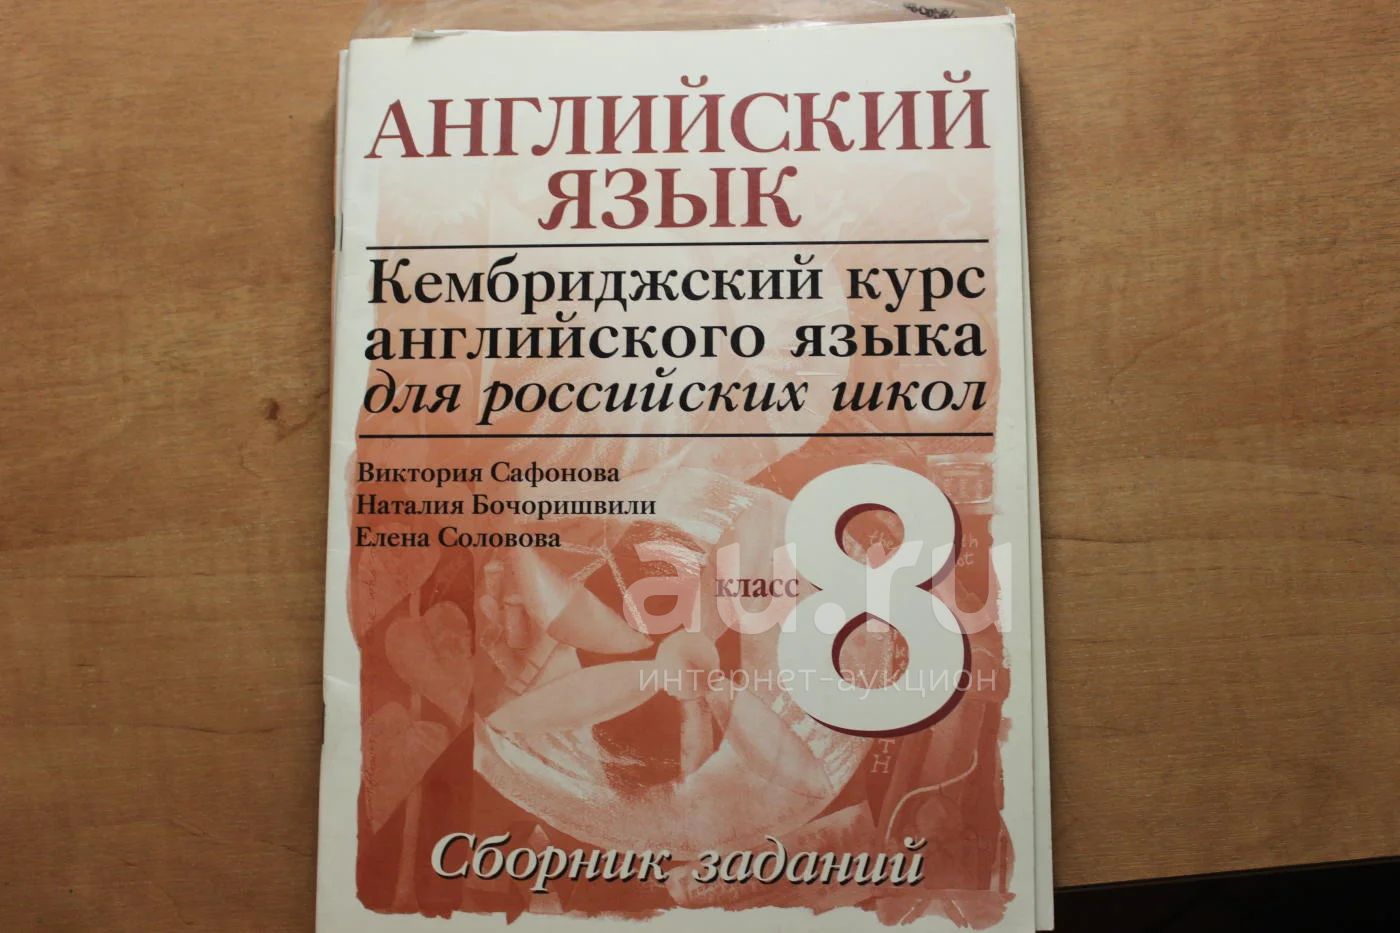 АНГЛИЙСКИЙ
ЯЗЫК
Кембриджский курс
английского языка
для российских школ
Виктория Сафонова
Наталия Бочоришвили
Елена Соловова
класс 8
au.ru
интернет-аукцион
Сборник заданий